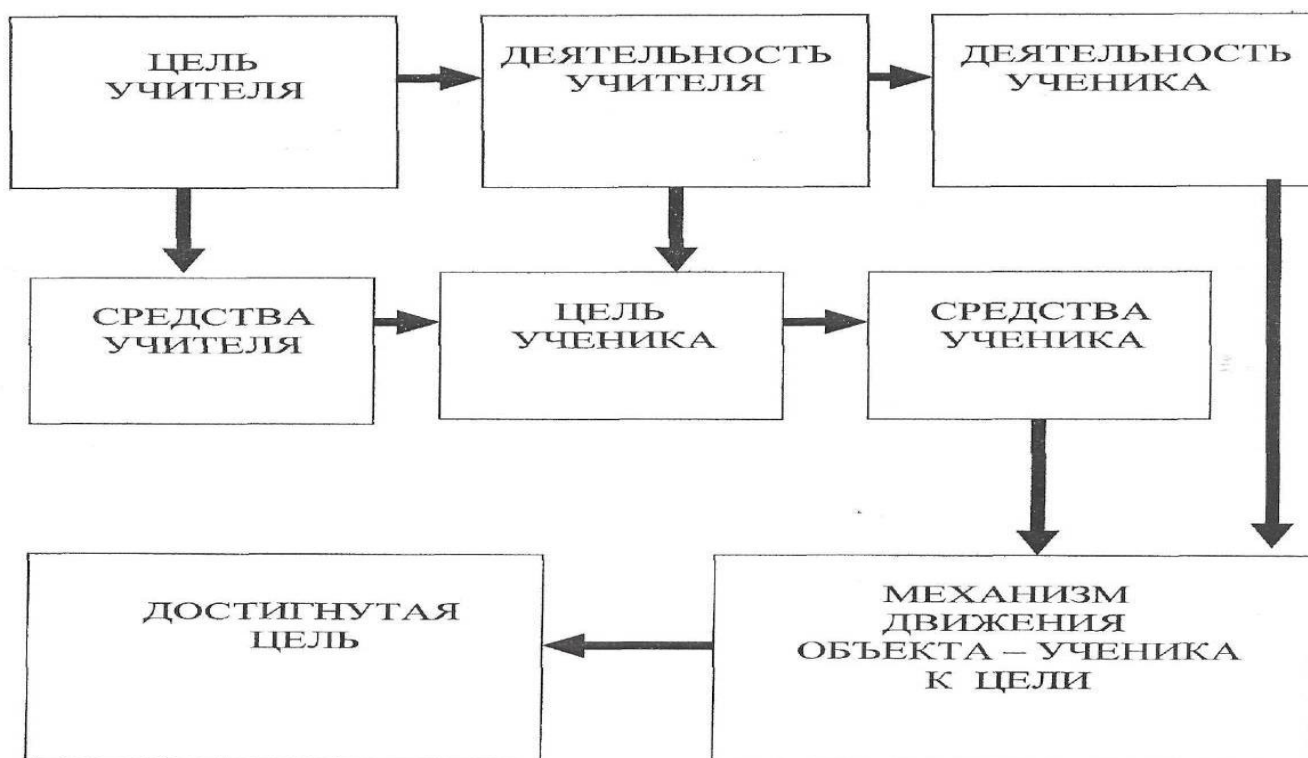 ЦЕЛЬ
УЧИТЕЛЯ
ДЕЯТЕЛЬНОСТЬ
УЧИТЕЛЯ
ДЕЯТЕЛЬНОСТЬ
УЧЕНИКА
СРЕДСТВА
УЧИТЕЛЯ
ЦЕЛЬ
УЧЕНИКА
СРЕДСТВА
УЧЕНИКА
ДОСТИГНУТАЯ
ЦЕЛЬ
МЕХАНИЗМ
ДВИЖЕНИЯ
ОБЪЕКТА – УЧЕНИКА
К ЦЕЛИ